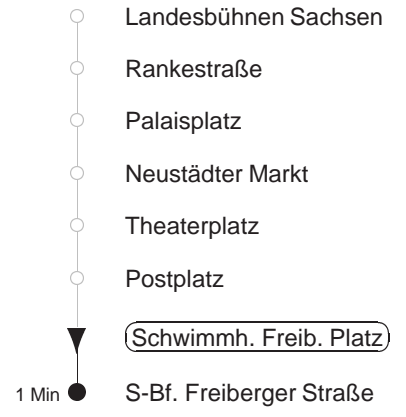 Landesbühnen Sachsen
Rankestraße
Palaisplatz
Neustädter Markt
Theaterplatz
Postplatz
Schwimmh. Freib. Platz
1 Min S-Bf. Freiberger Straße